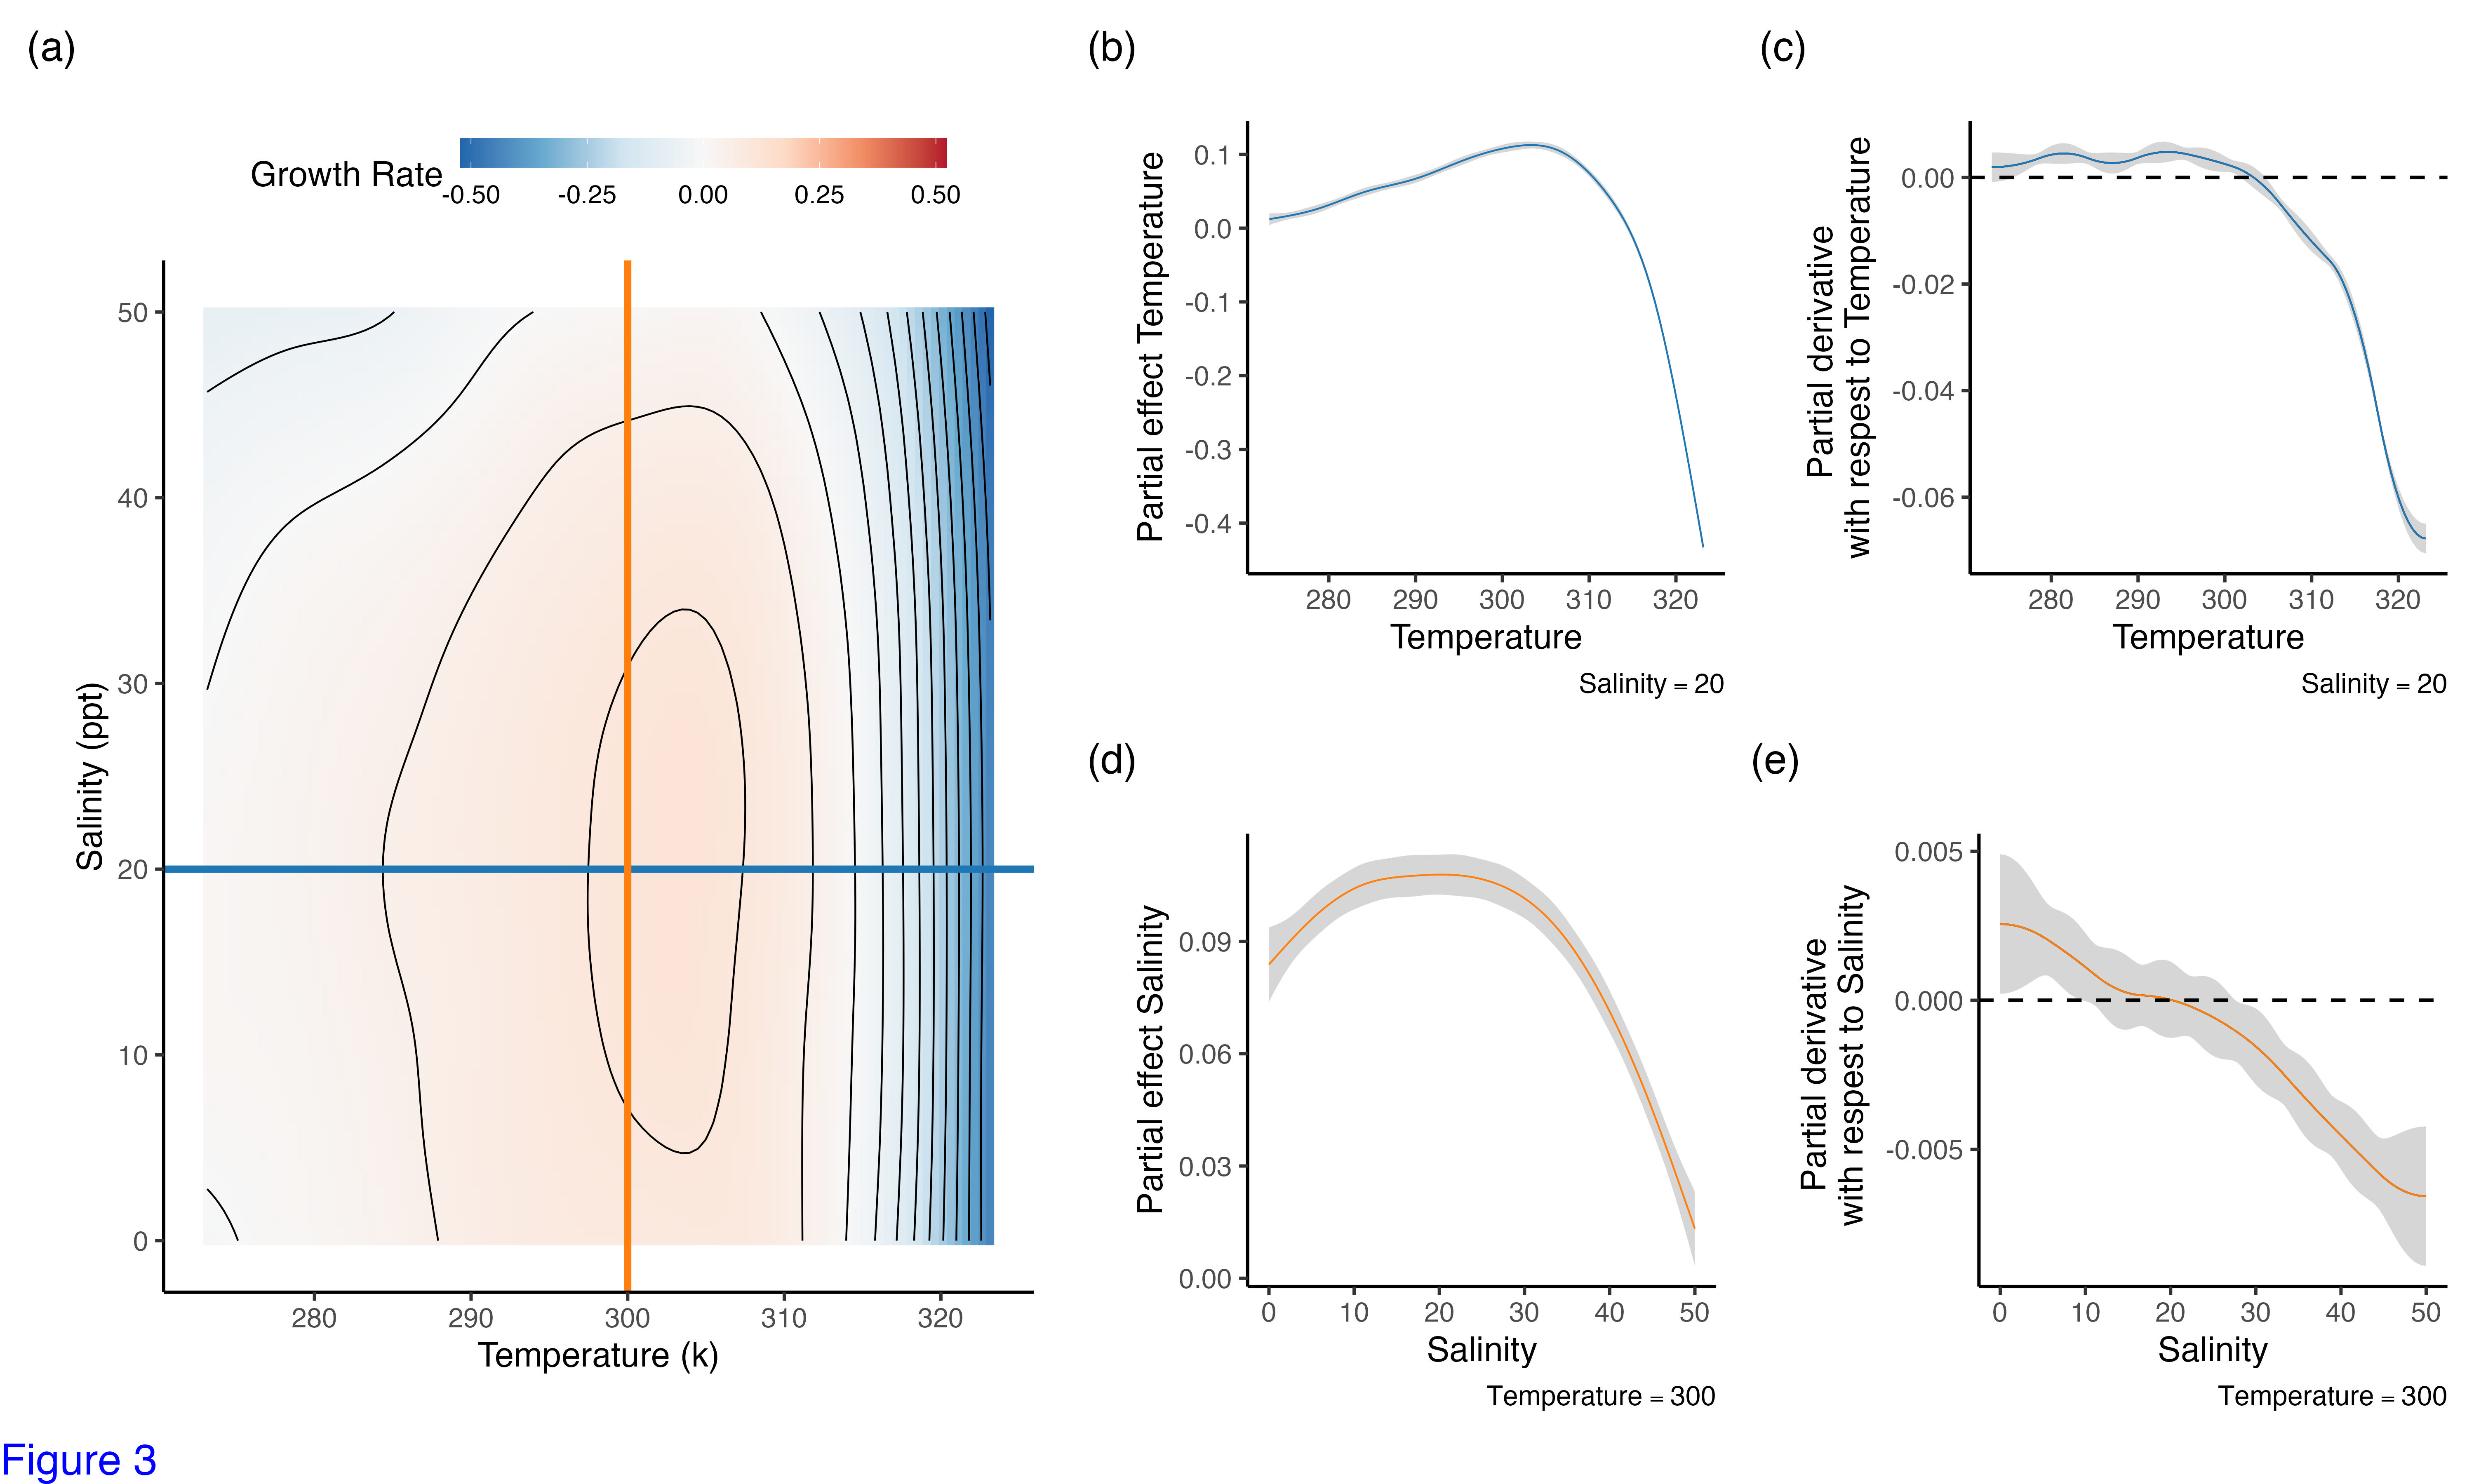 (a)
Growth Rate
-0.50 -0.25 0.00 0.25 0.50
Salinity (ppt)
50
40
30
20
10
0
280 290 300 310 320
Temperature (k)
(b)
Partial effect Temperature
0.1
0.0
-0.1
-0.2
-0.3
-0.4
280 290 300 310 320
Temperature
Salinity = 20
(c)
Partial derivative
with respest to Temperature
0.00
-0.02
-0.04
-0.06
280 290 300 310 320
Temperature
Salinity = 20
(d)
Partial effect Salinity
0.09
0.06
0.03
0.00
0 10 20 30 40 50
Salinity
Temperature = 300
(e)
Partial derivative
with respest to Salinity
0.005
0.000
-0.005
0 10 20 30 40 50
Salinity
Temperature = 300
Figure 3